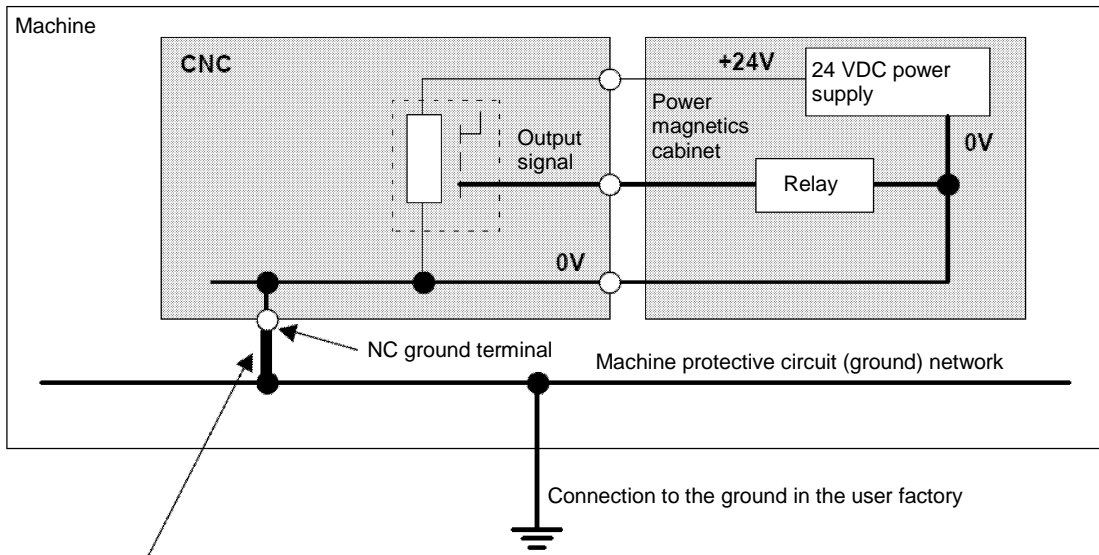 Machine
CNC
+24V
24 VDC power
supply
Power
magnetics
cabinet
Output
signal
0V
Relay
0V
NC ground terminal
Machine protective circuit (ground) network
Connection to the ground in the user factory